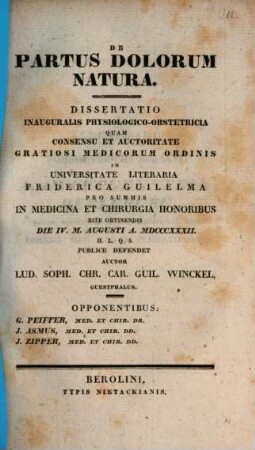 DE
PARTUS DOLORUM
NATURA.
DISSERTATIO
INAUGURALIS PHYSIOLOGICO-OBSTETRICIA
QUAM
CONSENSU ET AUCTORITATE
GRATIOSI MEDICORUM ORDINIS
IN
UNIVERSITATE LITERARIA
FRIDERICA GUILELMA
PRO SUMMIS
IN MEDICINA ET CHIRURGIA HONORIBUS
RITE OBTINENDIS
DIE IV. M. AUGUSTI A. MDCCCXXXII.
H. L. Q. S.
PUBLICE DEFENDET
AUCTOR
LUD. SOPH. CHR. CAR. GUIL. WINCKEL,
GUESTPHALUS.
OPPONENTIBUS:
G. PEIFFER, MED. ET CHIR. DR.
J. ASMUS, MED. ET CHIR. DD.
J. ZIPPER, MED. ET CHIR. DD.
BEROLINI,
TYPIS NIETACKIANIS.